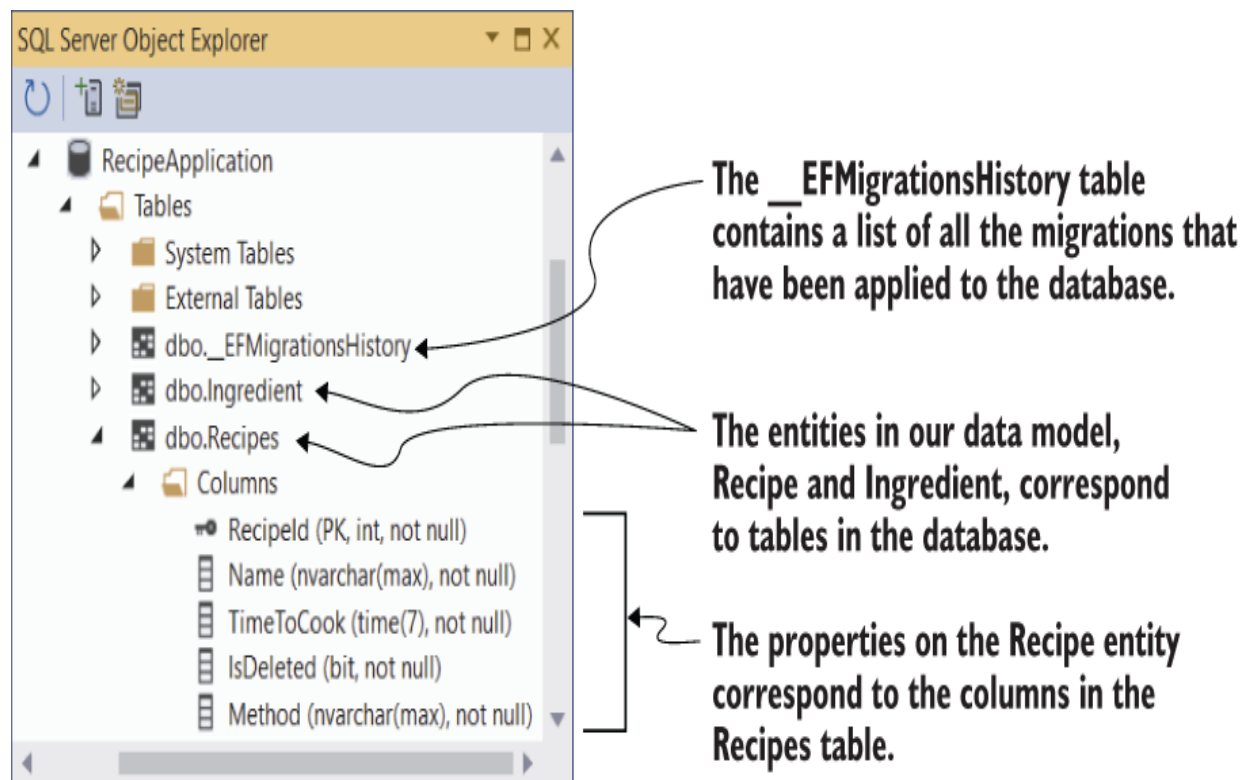 SQL Server Object Explorer
RecipeApplication
Tables
System Tables
External Tables
dbo.__EFMigrationsHistory
dbo.Ingredient
dbo.Recipes
Columns
RecipeId (PK, int, not null)
Name (nvarchar(max), not null)
TimeToCook (time(7), not null)
IsDeleted (bit, not null)
Method (nvarchar(max), not null)
The __EFMigrationsHistory table
contains a list of all the migrations that
have been applied to the database.
The entities in our data model,
Recipe and Ingredient, correspond
to tables in the database.
The properties on the Recipe entity
correspond to the columns in the
Recipes table.